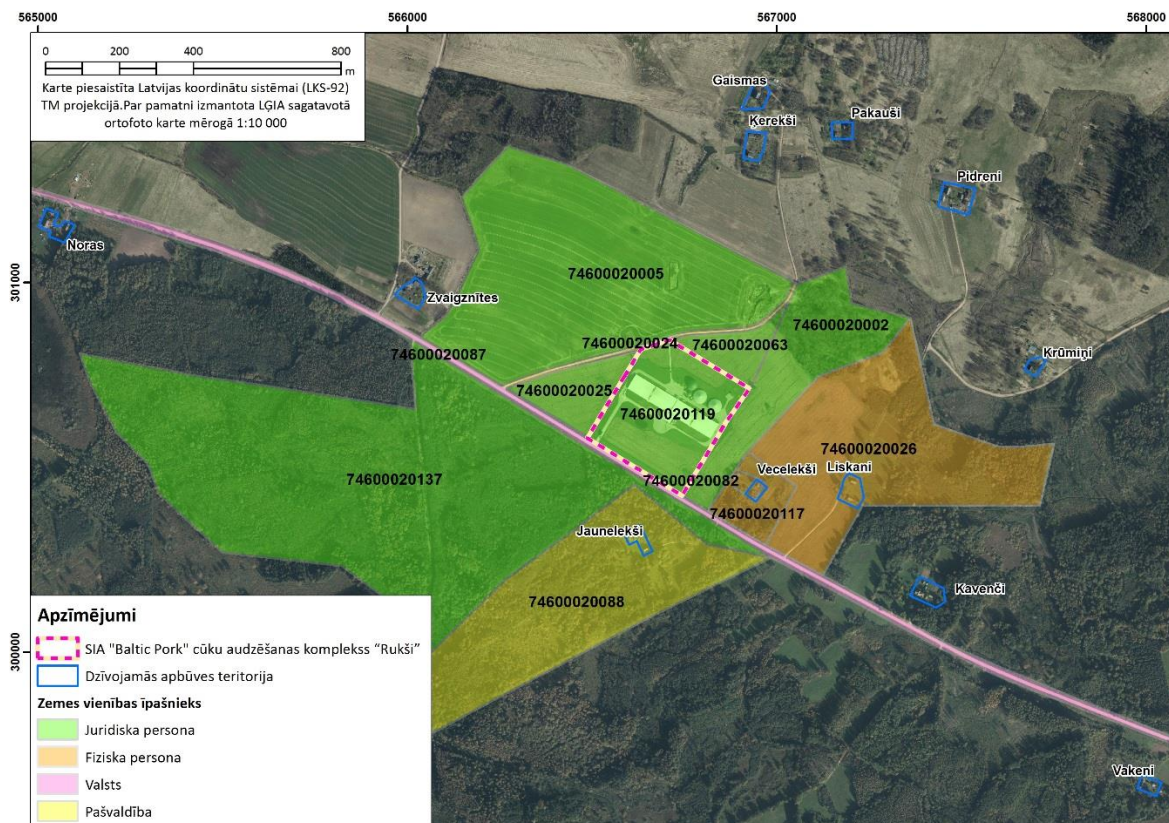 565000
566000
567000
568000
0 200 400 800
m
Karte piesaistīta Latvijas koordinātu sistēmai (LKS-92)
TM projekcijā.Par pamatni izmantota LĢIA sagatavotā
ortofoto karte mērogā 1:10 000
Gaismas
Ķerekši
Pakauši
Pidreni
Noras
301000
74600020005
Zvaigznītes
74600020002
74600020024
74600020063
74600020087
Krūmiņi
74600020025
74600020119
74600020026
Vecelekši
Liskani
74600020137
74600020082
74600020117
Jaunelekši
Kavenči
74600020088
300000
Vakeni
Apzīmējumi
SIA "Baltic Pork" cūku audzēšanas komplekss “Rukši”
Dzīvojamās apbūves teritorija
Zemes vienības īpašnieks
Juridiska persona
Fiziska persona
Valsts
Pašvaldība